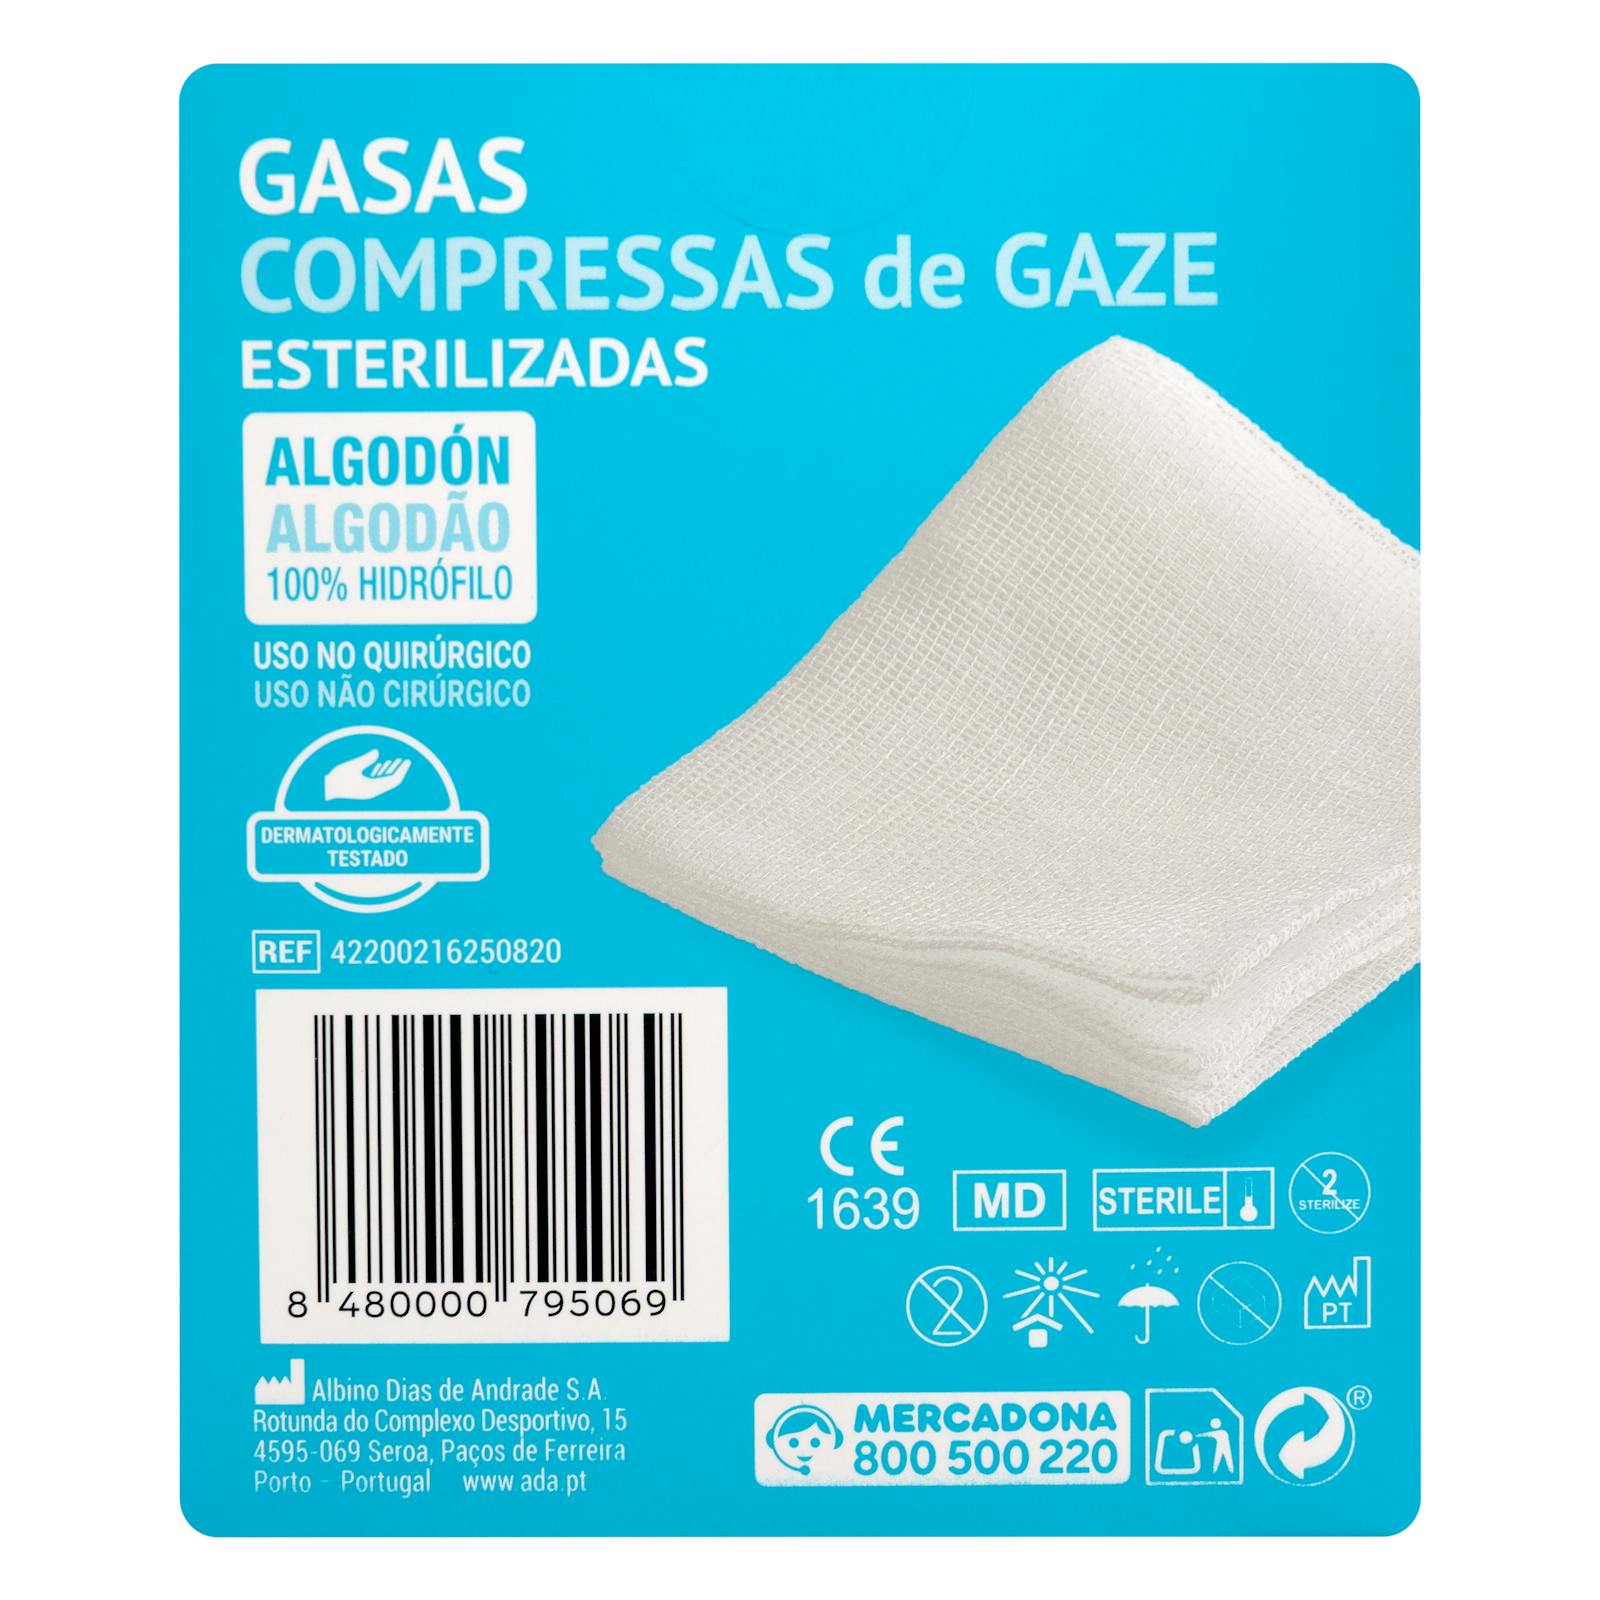 GASAS
COMPRESSAS de GAZE
ESTERILIZADAS
ALGODÓN
ALGODÃO
100% HIDRÓFILO
USO NO QUIRÚRGICO
USO NÃO CIRÚRGICO
DERMATOLOGICAMENTE
TESTADO
REF 42200216250820
8 480000 795069
Albino Dias de Andrade S.A.
Rotunda do Complexo Desportivo, 15
4595-069 Seroa, Paços de Ferreira
Porto - Portugal www.ada.pt
CE
1639
MD
STERILE
2
STERILIZE
2
PT
MERCADONA
800 500 220
®